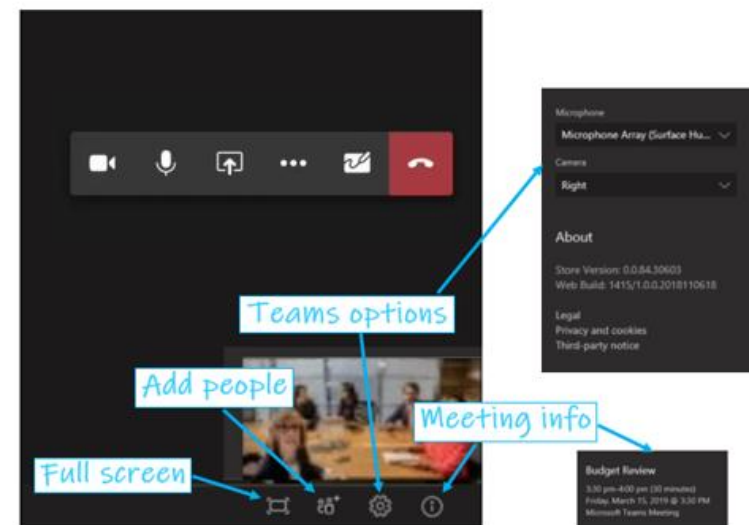 Microphone
Microphone Array (Surface Hu...
Camera
Right
About
Store Version: 0.0.84.30603
Web Build: 1415/1.0.0.2018110618
Legal
Privacy and cookies
Third-party notice
Teams options
Add people
Meeting info
Full screen
Budget Review
3:30 pm-4:00 pm (30 minutes)
Friday, March 15, 2019 @ 3:30 PM
Microsoft Teams Meeting